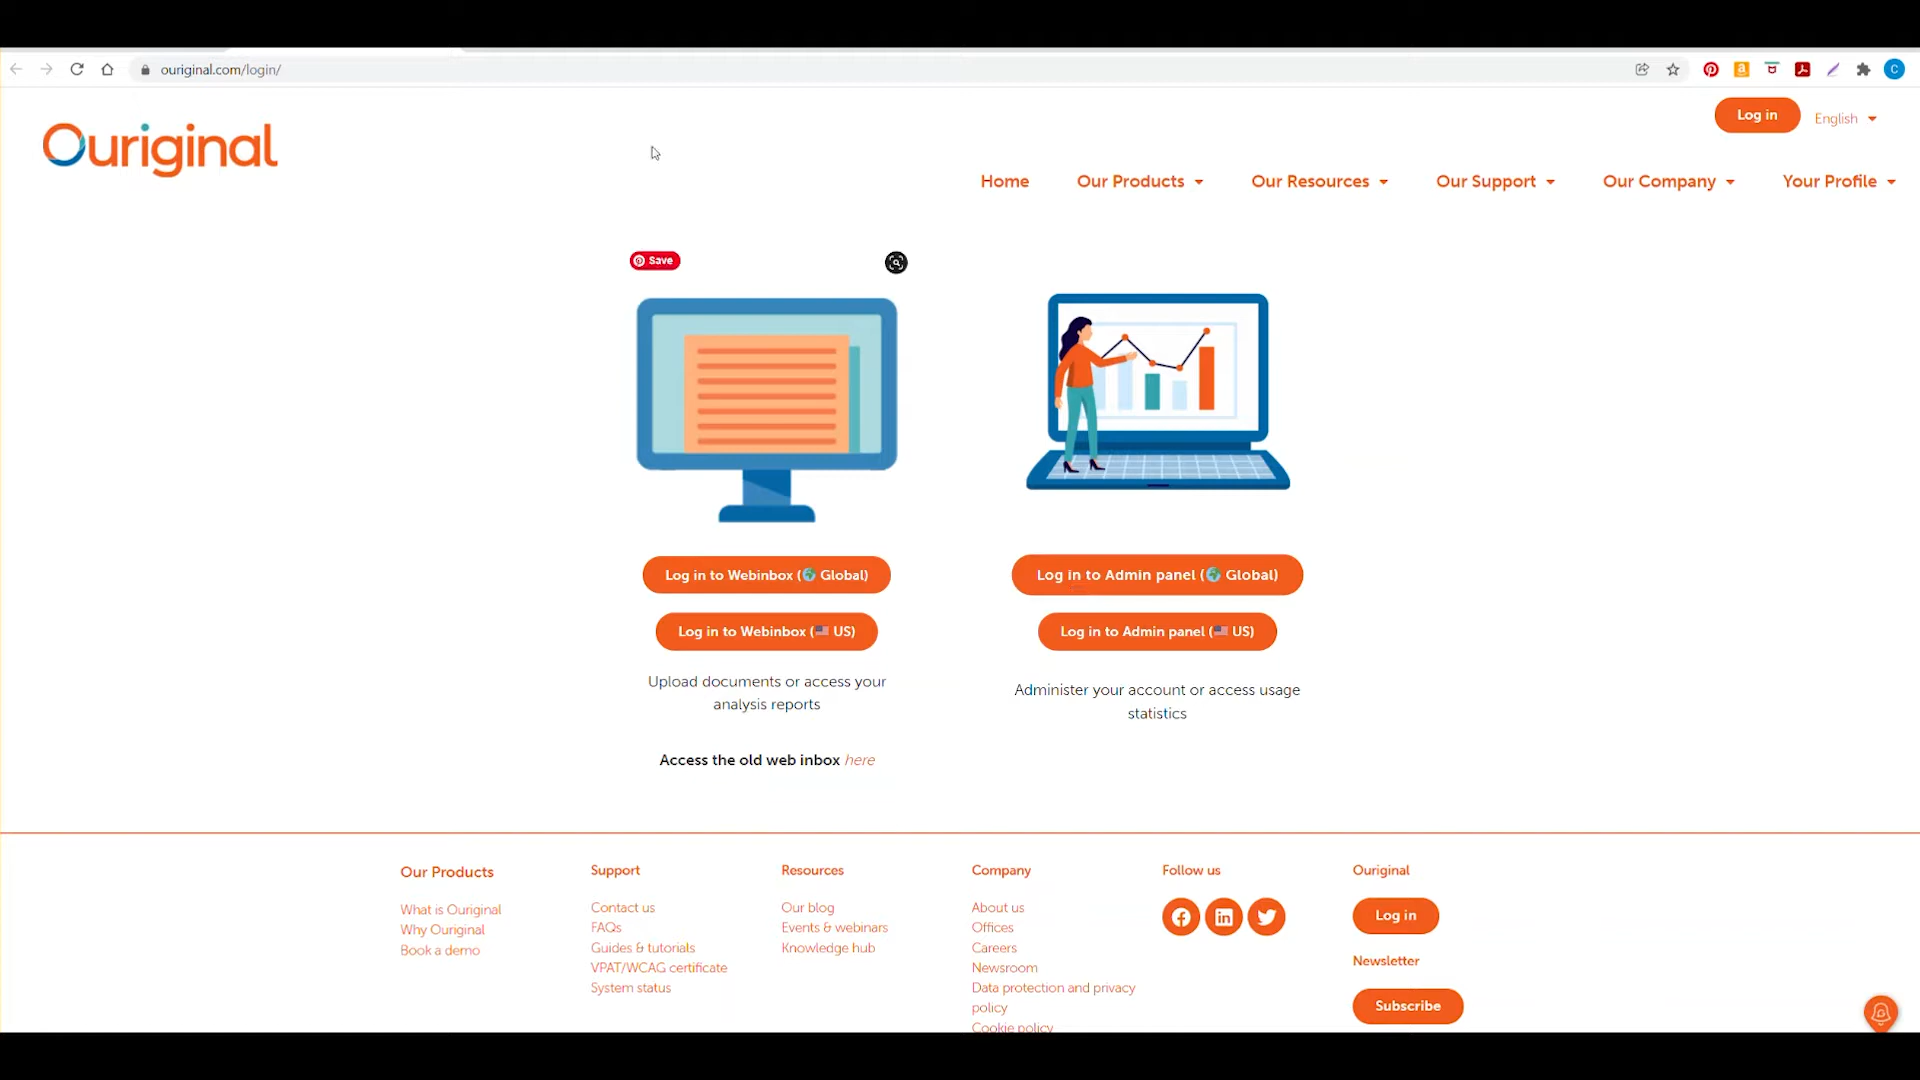 ouriginal.com/login/
Log in
English
Ouriginal
Home
Our Products
Our Resources
Our Support
Our Company
Your Profile
Save
Log in to Webinbox (🌍 Global)
Log in to Admin panel (🌍 Global)
Log in to Webinbox (🇺🇸 US)
Log in to Admin panel (🇺🇸 US)
Upload documents or access your
analysis reports
Administer your account or access usage
statistics
Access the old web inbox here
Our Products
What is Ouriginal
Why Ouriginal
Book a demo
Support
Contact us
FAQs
Guides & tutorials
VPAT/WCAG certificate
System status
Resources
Our blog
Events & webinars
Knowledge hub
Company
About us
Offices
Careers
Newsroom
Data protection and privacy
policy
Cookie policy
Follow us
Ouriginal
Log in
Newsletter
Subscribe
C